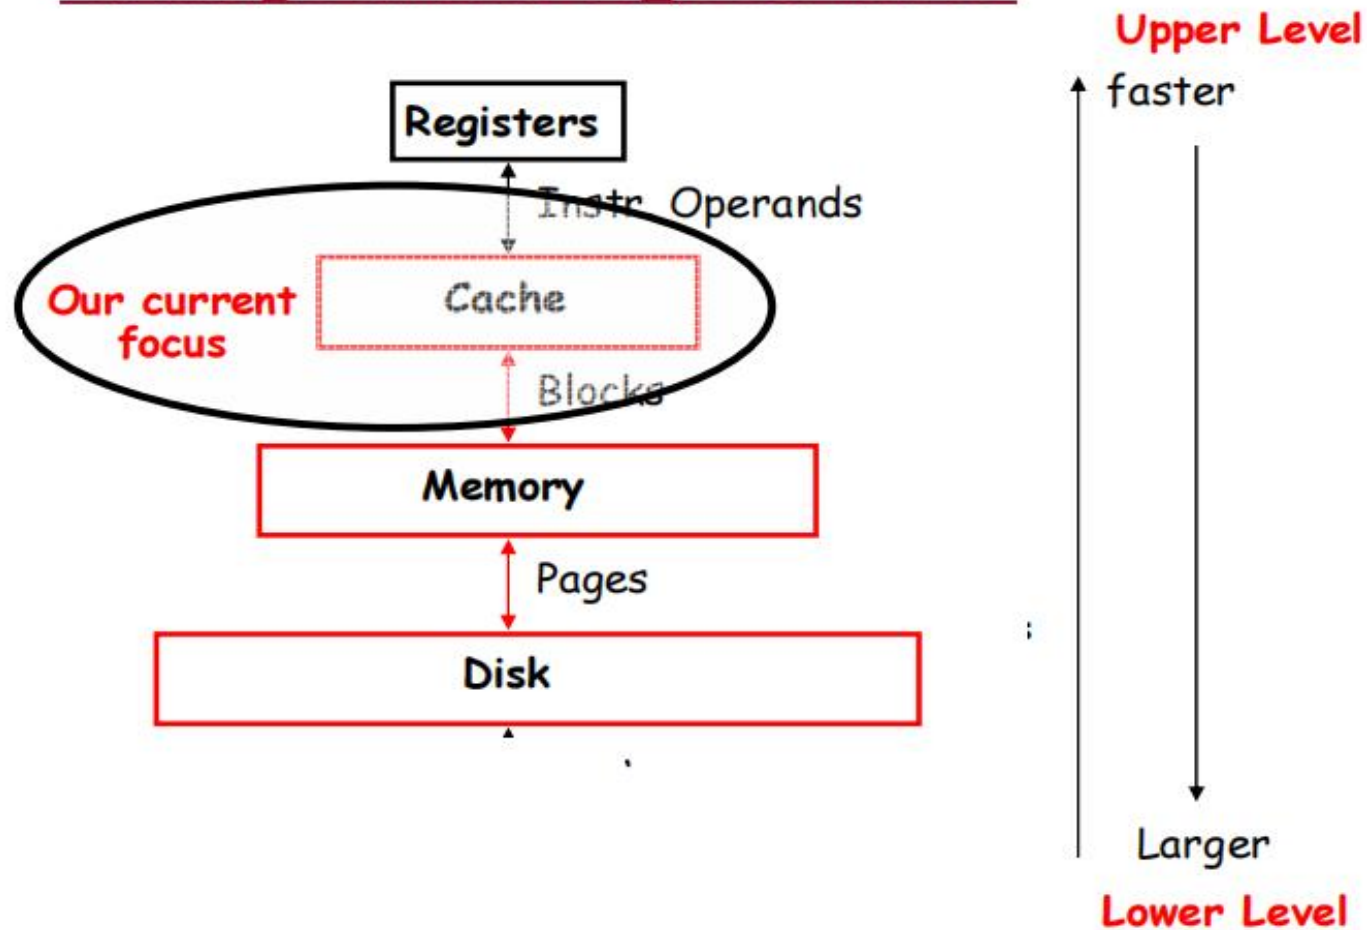 Upper Level
faster
Registers
Instr Operands
Our current
focus
Cache
Blocks
Memory
Pages
Disk
Larger
Lower Level